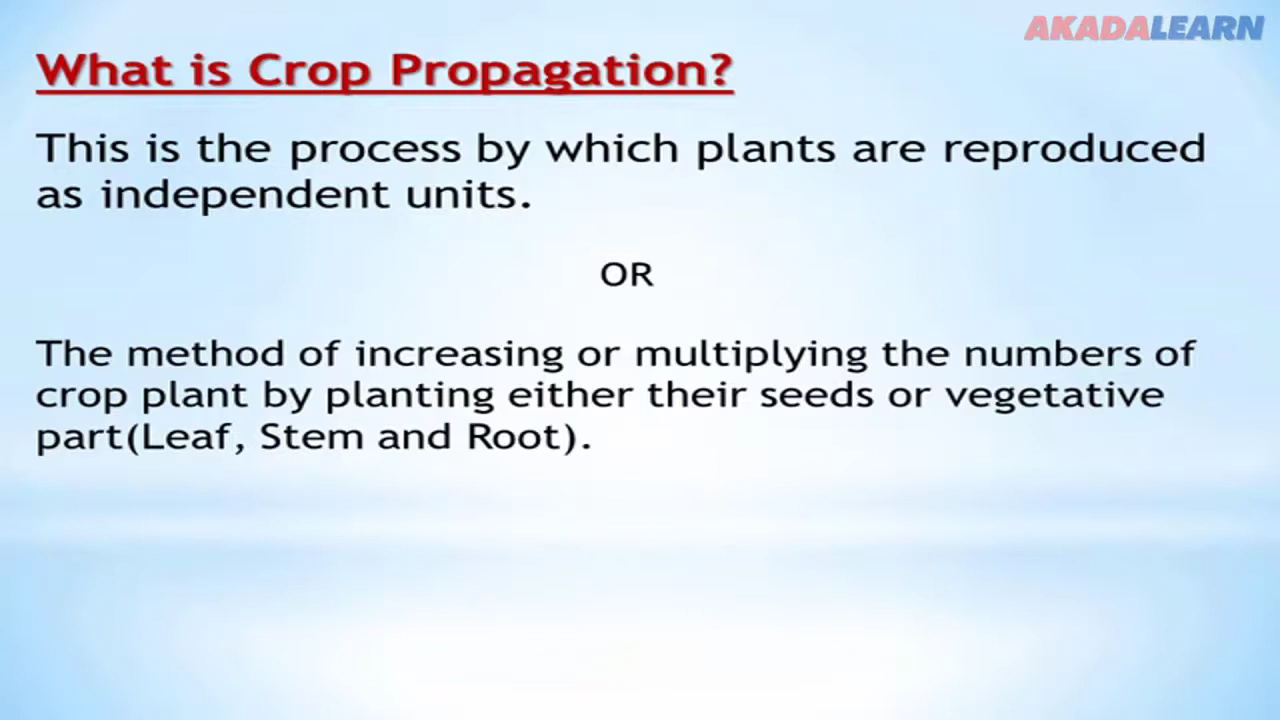 AKADALEARN
What is Crop Propagation?
This is the process by which plants are reproduced
as independent units.
OR
The method of increasing or multiplying the numbers of
crop plant by planting either their seeds or vegetative
part(Leaf, Stem and Root).